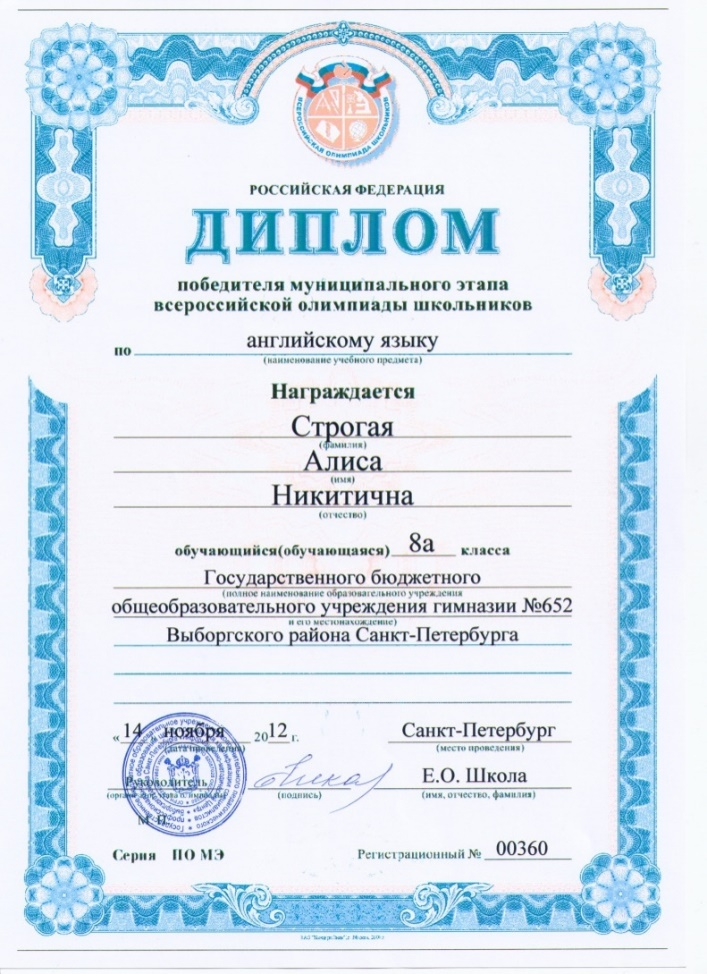 ВСЕРОССИЙСКАЯ ОЛИМПИАДА ШКОЛЬНИКОВ
РОССИЙСКАЯ ФЕДЕРАЦИЯ
ДИПЛОМ
победителя муниципального этапа
всероссийской олимпиады школьников
по английскому языку
(наименование учебного предмета)
Награждается
Строгая
(фамилия)
Алиса
(имя)
Никитична
(отчество)
обучающийся(обучающаяся) 8а класса
Государственного бюджетного
(полное наименование образовательного учреждения
общеобразовательного учреждения гимназии №652
и его местонахождение)
Выборгского района Санкт-Петербурга
«14 ноября 2012 г. Санкт-Петербург
(дата проведения) (место проведения)
Руководитель Е.О. Школа
(подпись) (имя, отчество, фамилия)
М.П.
Серия ПО МЭ Регистрационный № 00360